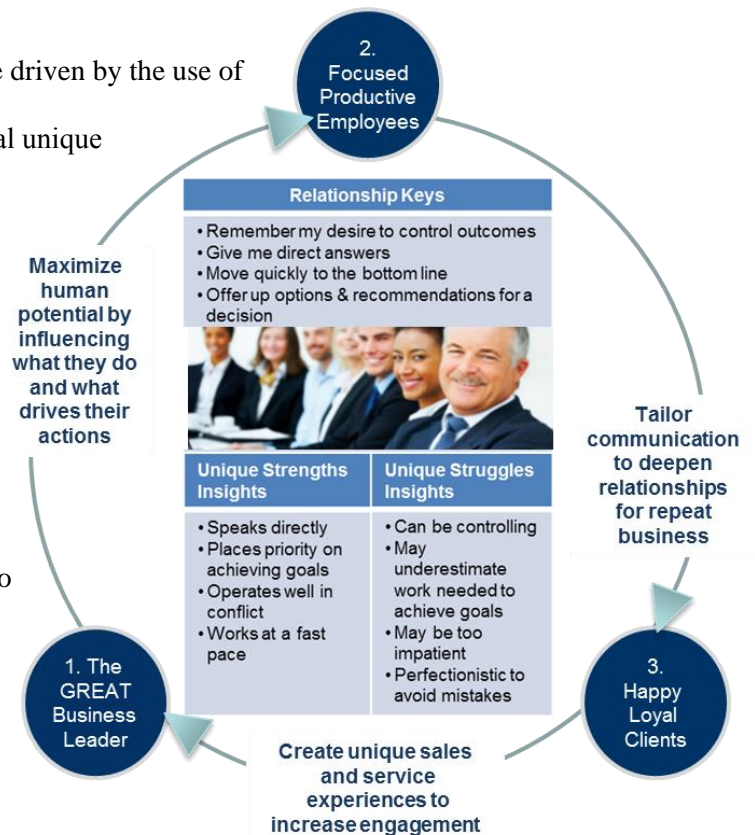 e driven by the use of
al unique
2.
Focused
Productive
Employees
Relationship Keys
• Remember my desire to control outcomes
• Give me direct answers
• Move quickly to the bottom line
• Offer up options & recommendations for a
decision
Maximize
human
potential by
influencing
what they do
and what
drives their
actions
Tailor
communication
to deepen
relationships
for repeat
business
Unique Strengths
Insights
• Speaks directly
• Places priority on
achieving goals
• Operates well in
conflict
• Works at a fast
pace
Unique Struggles
Insights
• Can be controlling
• May
underestimate
work needed to
achieve goals
• May be too
impatient
• Perfectionistic to
avoid mistakes
o
1. The
GREAT
Business
Leader
3.
Happy
Loyal
Clients
Create unique sales
and service
experiences to
increase engagement